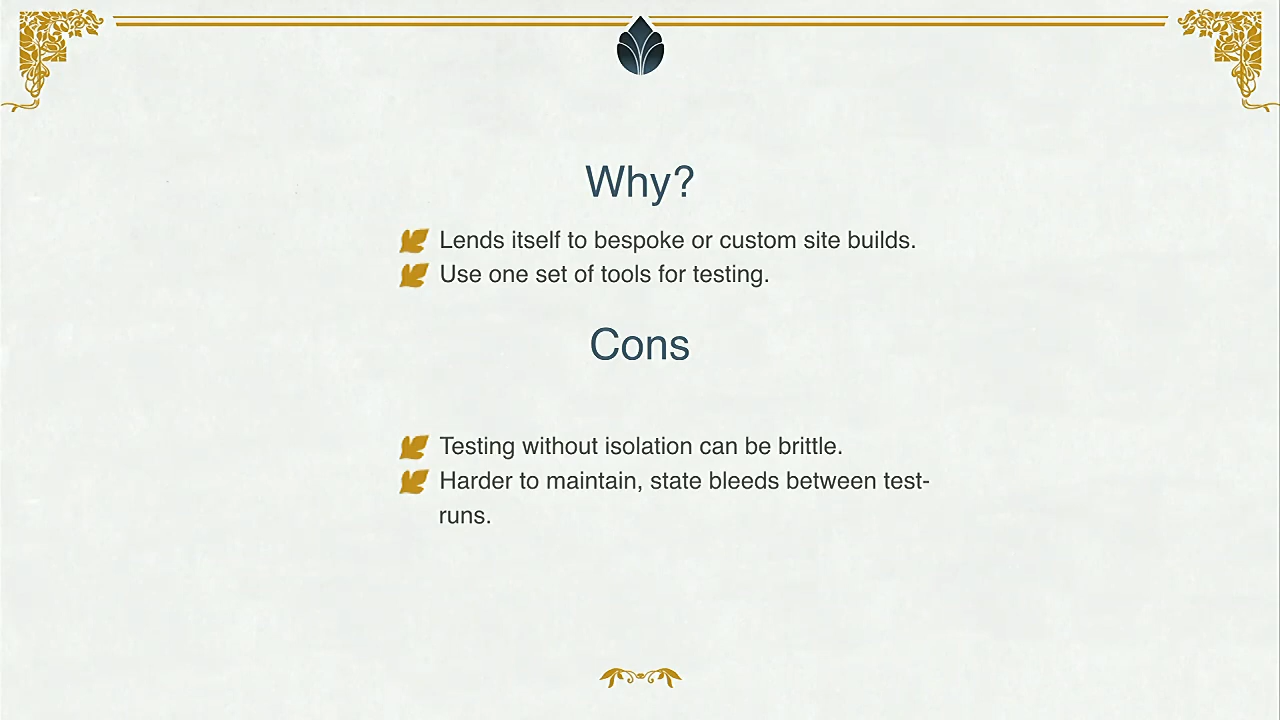 Why?
Lends itself to bespoke or custom site builds.
Use one set of tools for testing.
Cons
Testing without isolation can be brittle.
Harder to maintain, state bleeds between test-
runs.